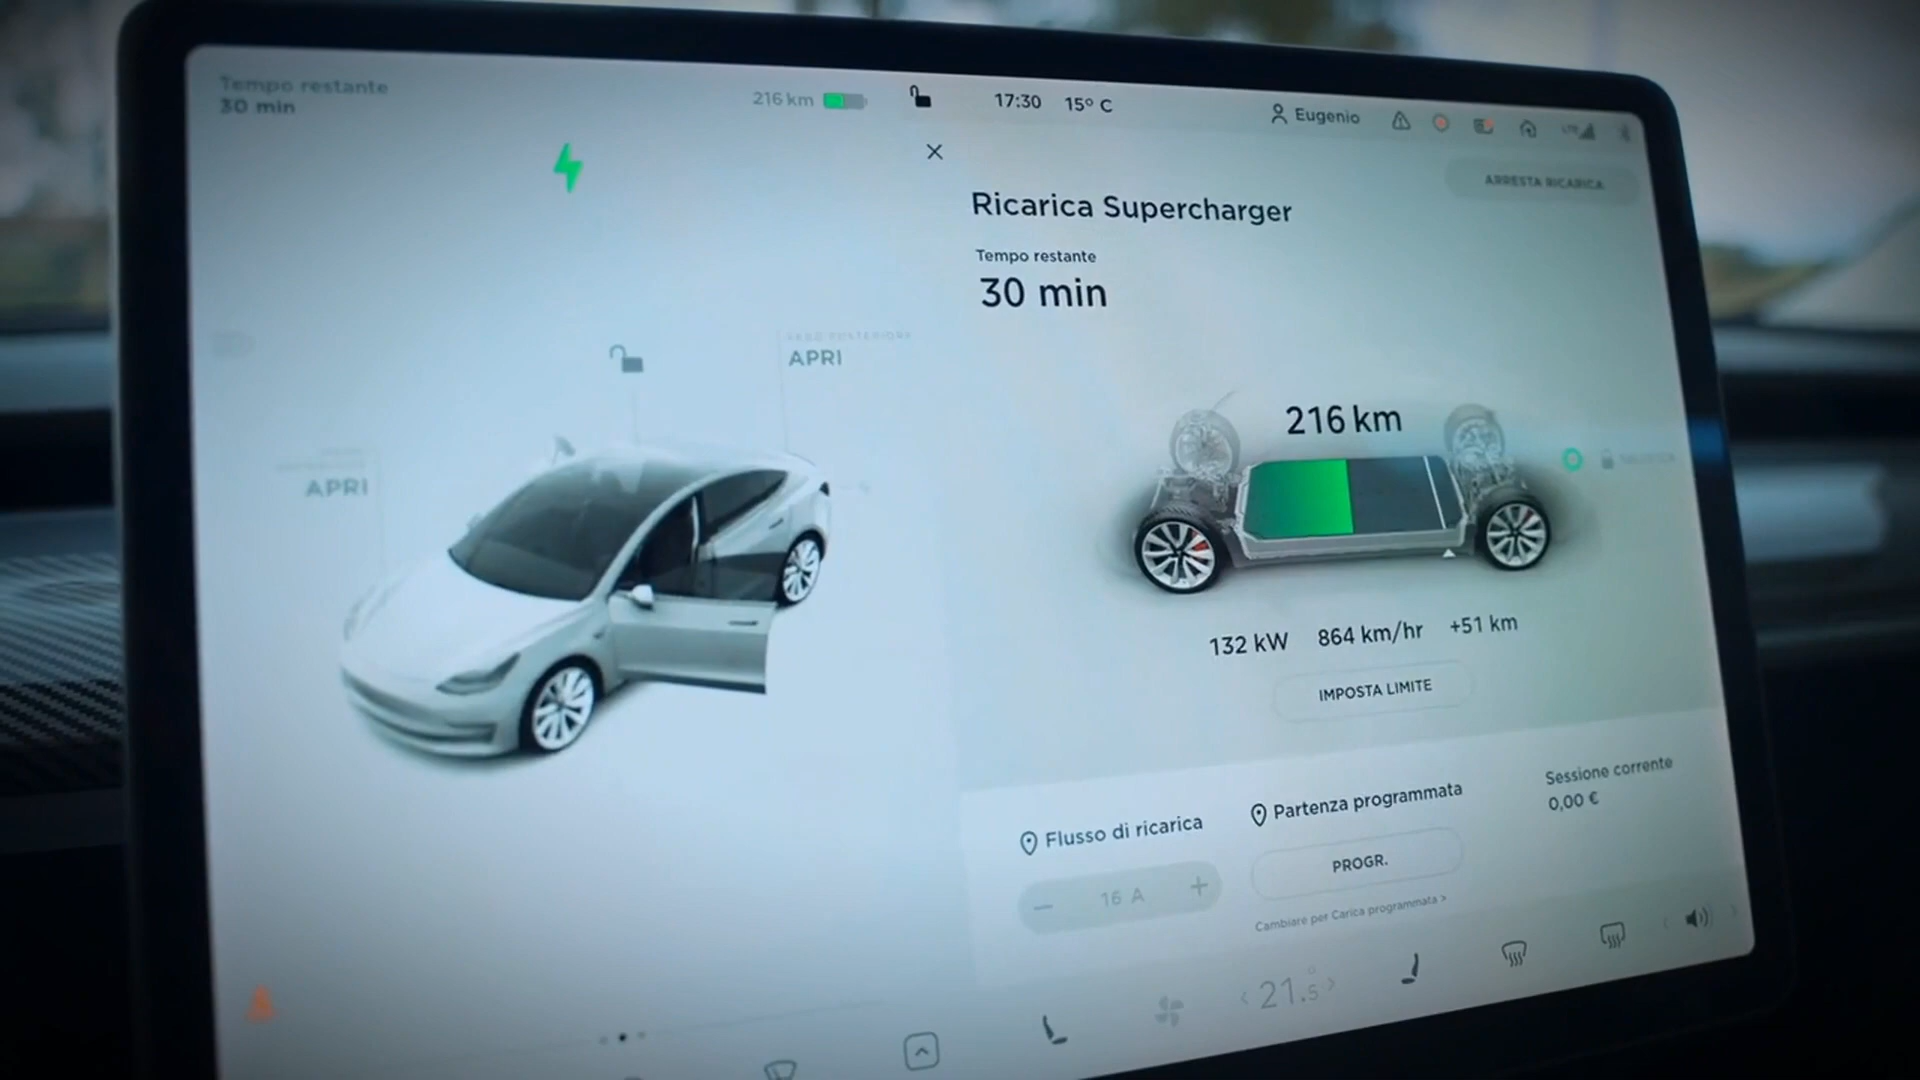 Tempo restante
30 min
216 km
17:30
15° C
Eugenio
LTE
ARRESTA RICARICA
Ricarica Supercharger
Tempo restante
30 min
APRI
APRI
216 km
132 kW
864 km/hr
+51 km
IMPOSTA LIMITE
Flusso di ricarica
16 A
Partenza programmata
PROGR.
Cambiare per Carica programmata >
Sessione corrente
0,00 €
21.5